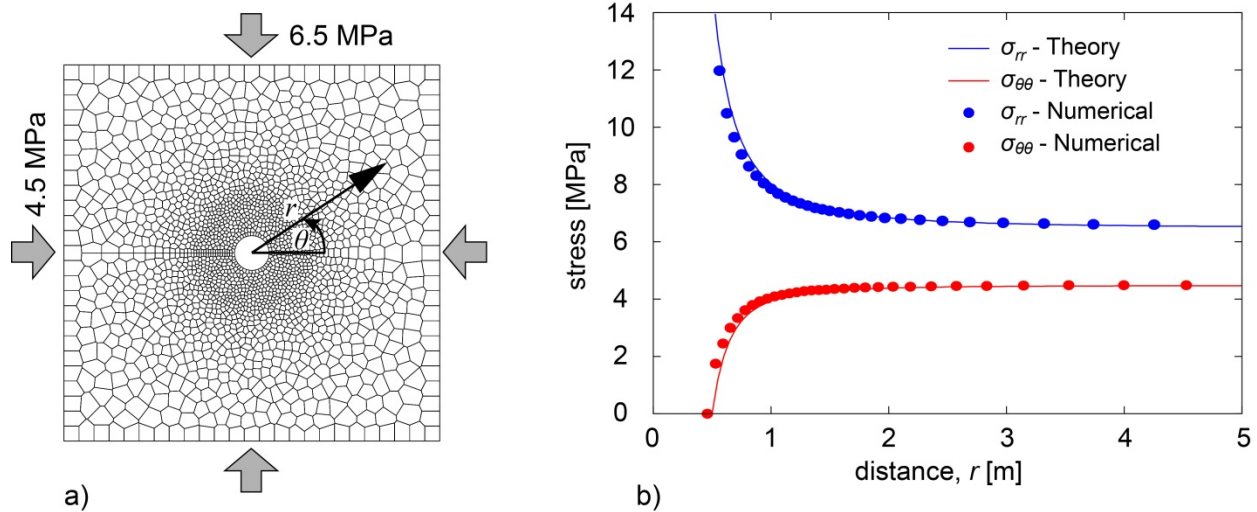 6.5 MPa
4.5 MPa
r
θ
a)
14
12
10
8
6
4
2
0
stress [MPa]
σrr - Theory
σθθ - Theory
σrr - Numerical
σθθ - Numerical
0 1 2 3 4 5
distance, r [m]
b)